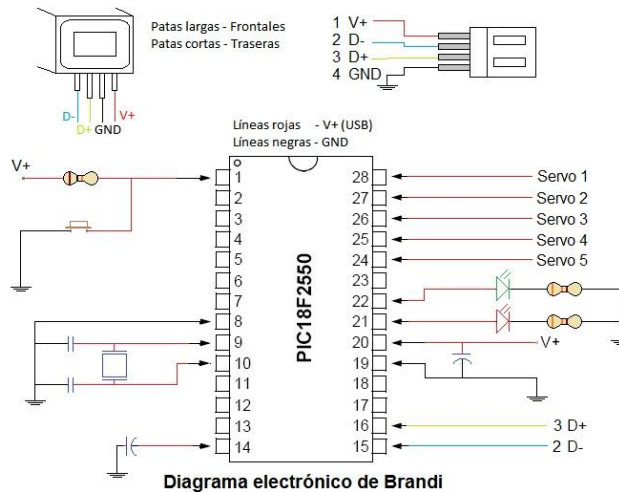 Patas largas - Frontales
Patas cortas - Traseras
D-
D+ GND
V+
1 V+
2 D-
3 D+
4 GND
Líneas rojas - V+ (USB)
Líneas negras - GND
V+
PIC18F2550
1
2
3
4
5
6
7
8
9
10
11
12
13
14
28
27
26
25
24
23
22
21
20
19
18
17
16
15
Servo 1
Servo 2
Servo 3
Servo 4
Servo 5
V+
3 D+
2 D-
Diagrama electrónico de Brandi